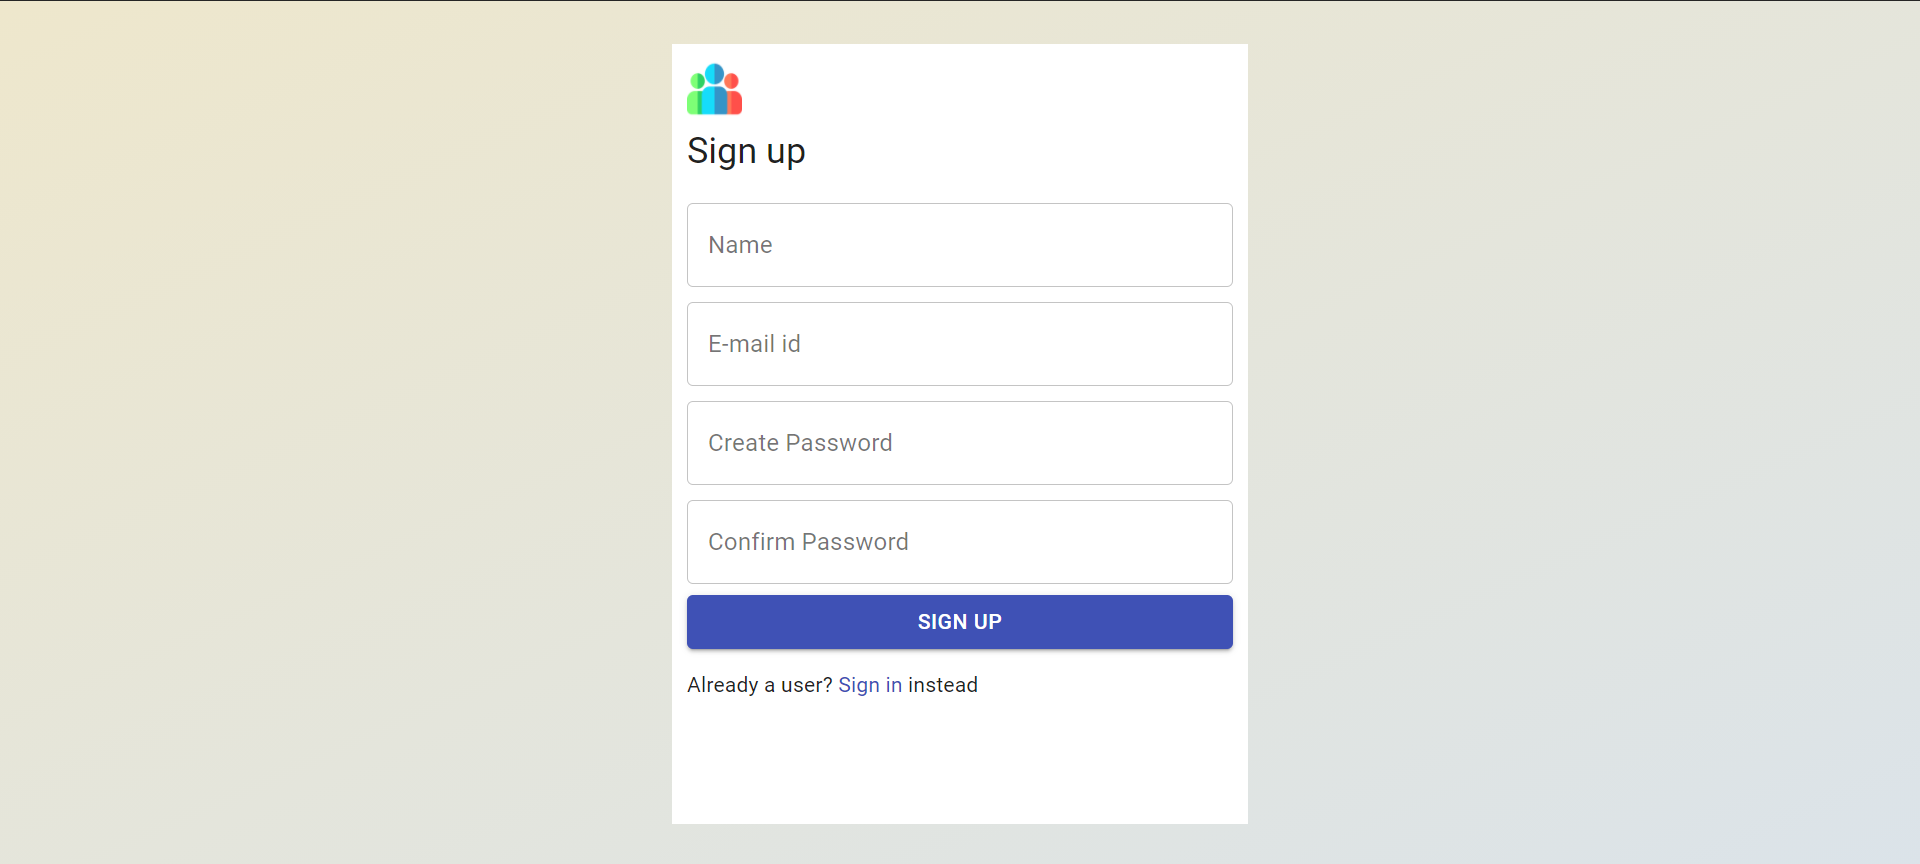 Sign up
Name
E-mail id
Create Password
Confirm Password
SIGN UP
Already a user? Sign in instead